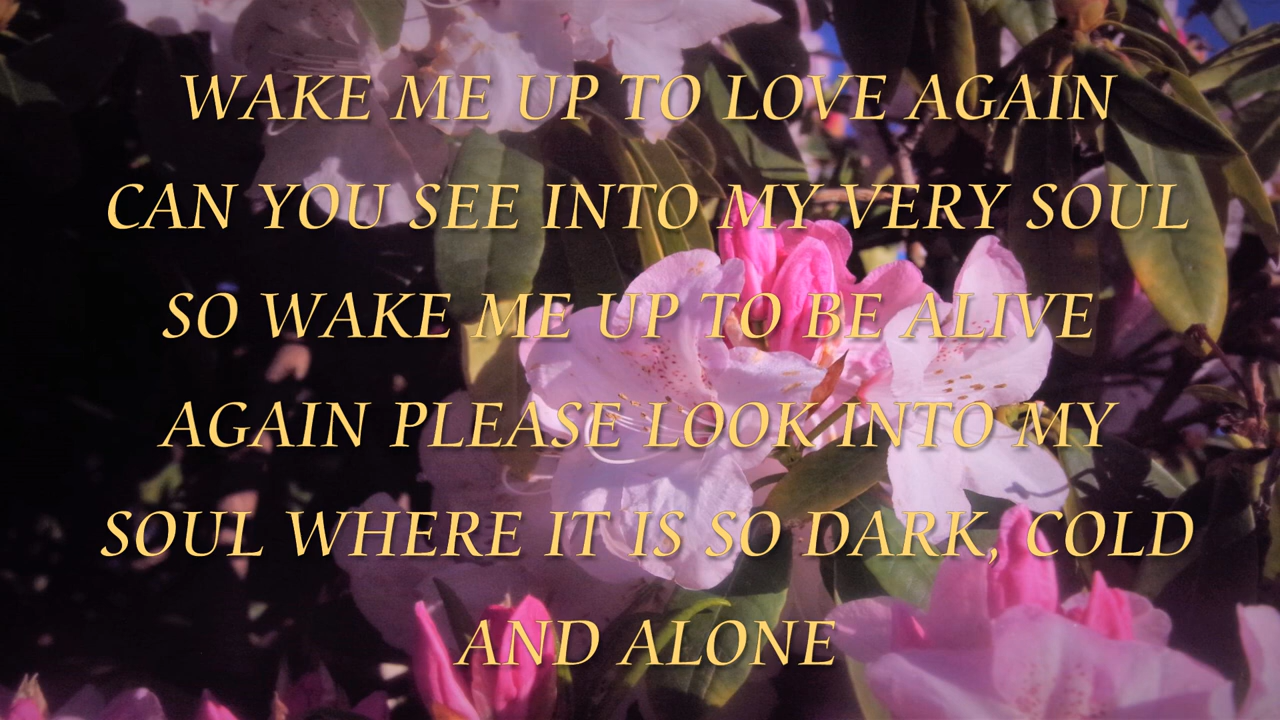 WAKE ME UP TO LOVE AGAIN
CAN YOU SEE INTO MY VERY SOUL
SO WAKE ME UP TO BE ALIVE
AGAIN PLEASE LOOK INTO MY
SOUL WHERE IT IS SO DARK, COLD
AND ALONE